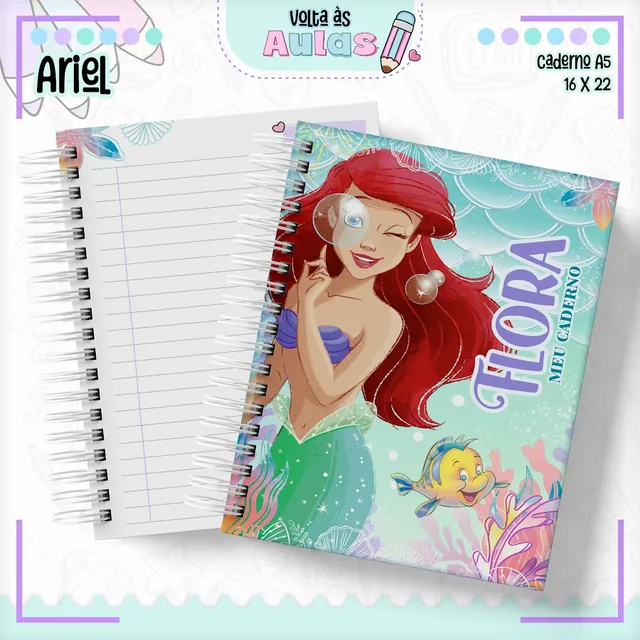 VOLTA ÀS
AULAS
ARIEL
CADERNO A5
16 X 22
FLORA
MEU CADERNO